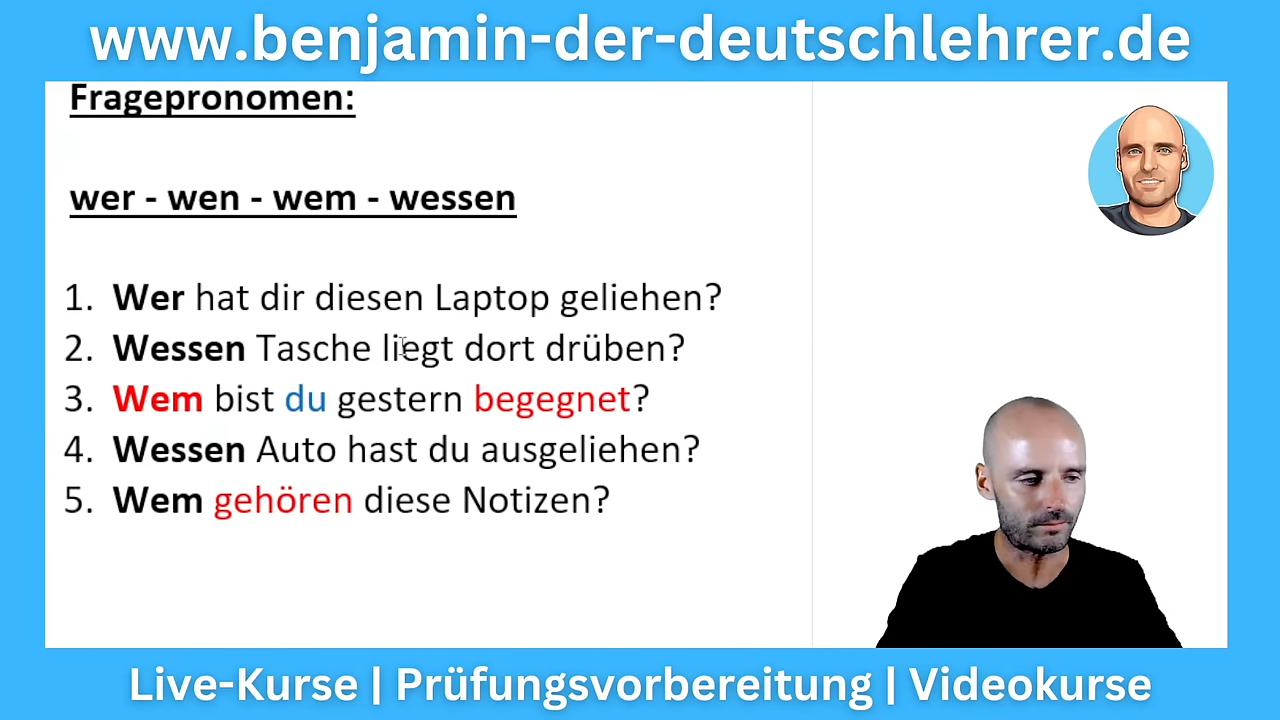 www.benjamin-der-deutschlehrer.de
Fragepronomen:
wer - wen - wem - wessen
1. Wer hat dir diesen Laptop geliehen?
2. Wessen Tasche liegt dort drüben?
3. Wem bist du gestern begegnet?
4. Wessen Auto hast du ausgeliehen?
5. Wem gehören diese Notizen?
Live-Kurse | Prüfungsvorbereitung | Videokurse